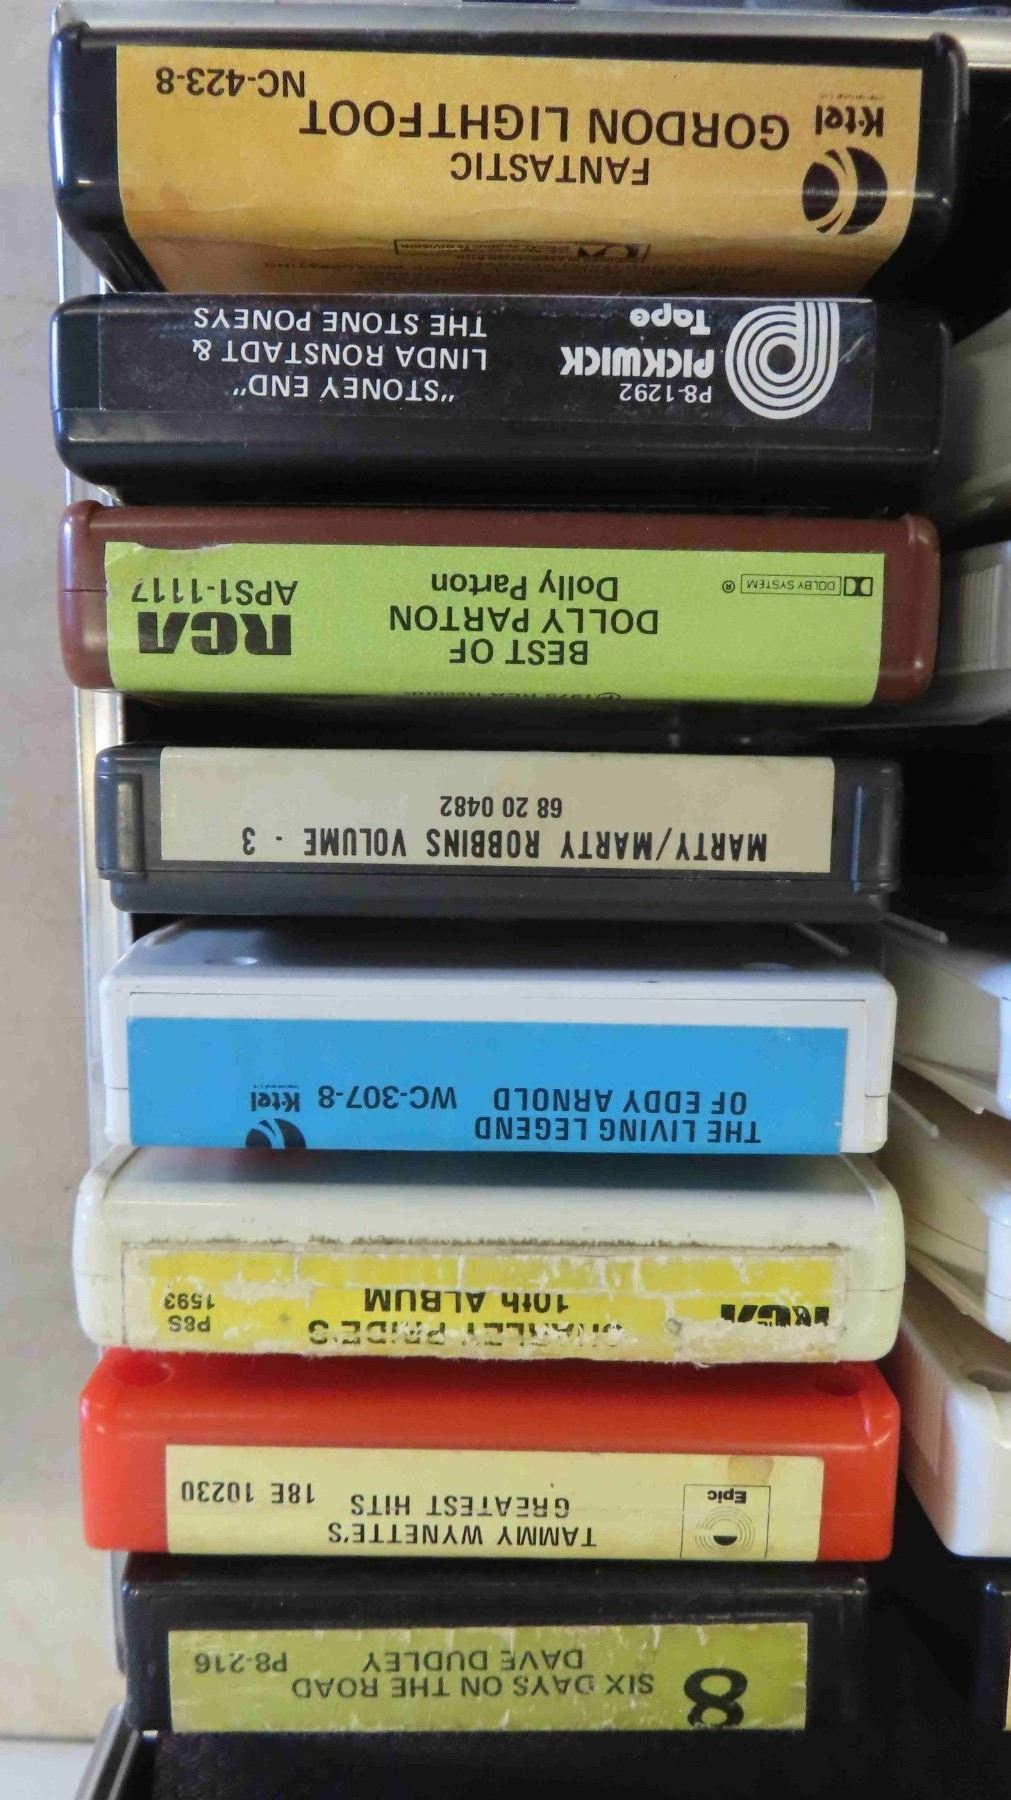 8
SIX DAYS ON THE ROAD
DAVE DUDLEY
P8-216
Epic
TAMMY WYNETTE'S
GREATEST HITS
18E 10230
RCA
CHARLEY PRIDE'S
10th ALBUM
P8S
1593
THE LIVING LEGEND
OF EDDY ARNOLD
WC-307-8
K-tel
MARTY/MARTY ROBBINS VOLUME - 3
68 20 0482
BEST OF
DOLLY PARTON
Dolly Parton
DOLBY SYSTEM ®
RCA
APS1-1117
P8-1292
PICKWICK
Tape
"STONEY END"
LINDA RONSTADT &
THE STONE PONEYS
FANTASTIC
GORDON LIGHTFOOT
NC-423-8
K-tel